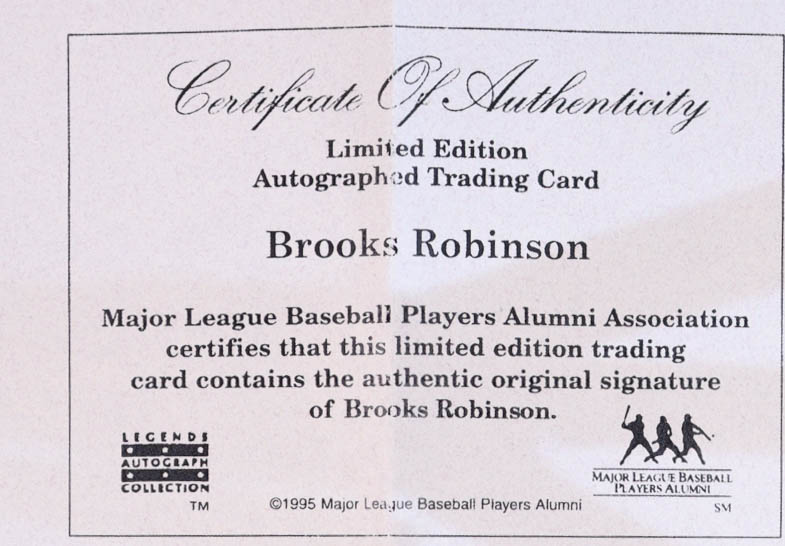 Certificate Of Authenticity
Limited Edition
Autographed Trading Card
Brooks Robinson
Major League Baseball Players Alumni Association
certifies that this limited edition trading
card contains the authentic original signature
of Brooks Robinson.
LEGENDS
AUTOGRAPH
COLLECTION
TM
©1995 Major League Baseball Players Alumni
MAJOR LEAGUE BASEBALL
PLAYERS ALUMNI
SM